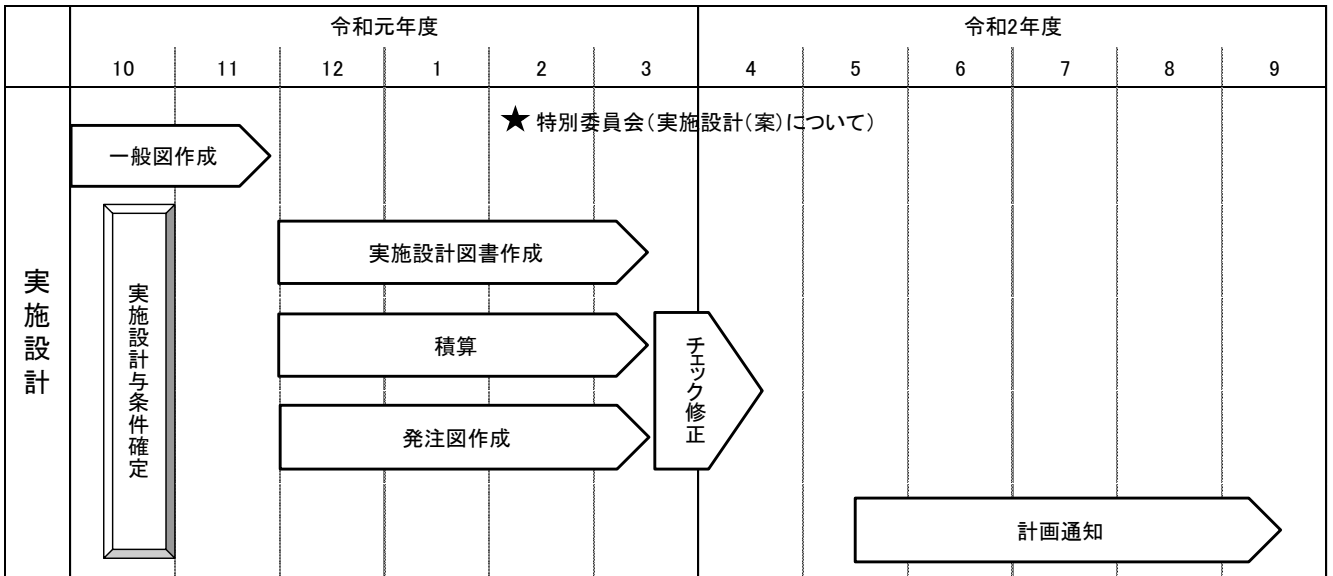 令和元年度
令和2年度
10 11 12 1 2 3 4 5 6 7 8 9
★ 特別委員会(実施設計(案)について)
一般図作成
実施設計
実施設計与条件確定
実施設計図書作成
積算
チェック修正
発注図作成
計画通知